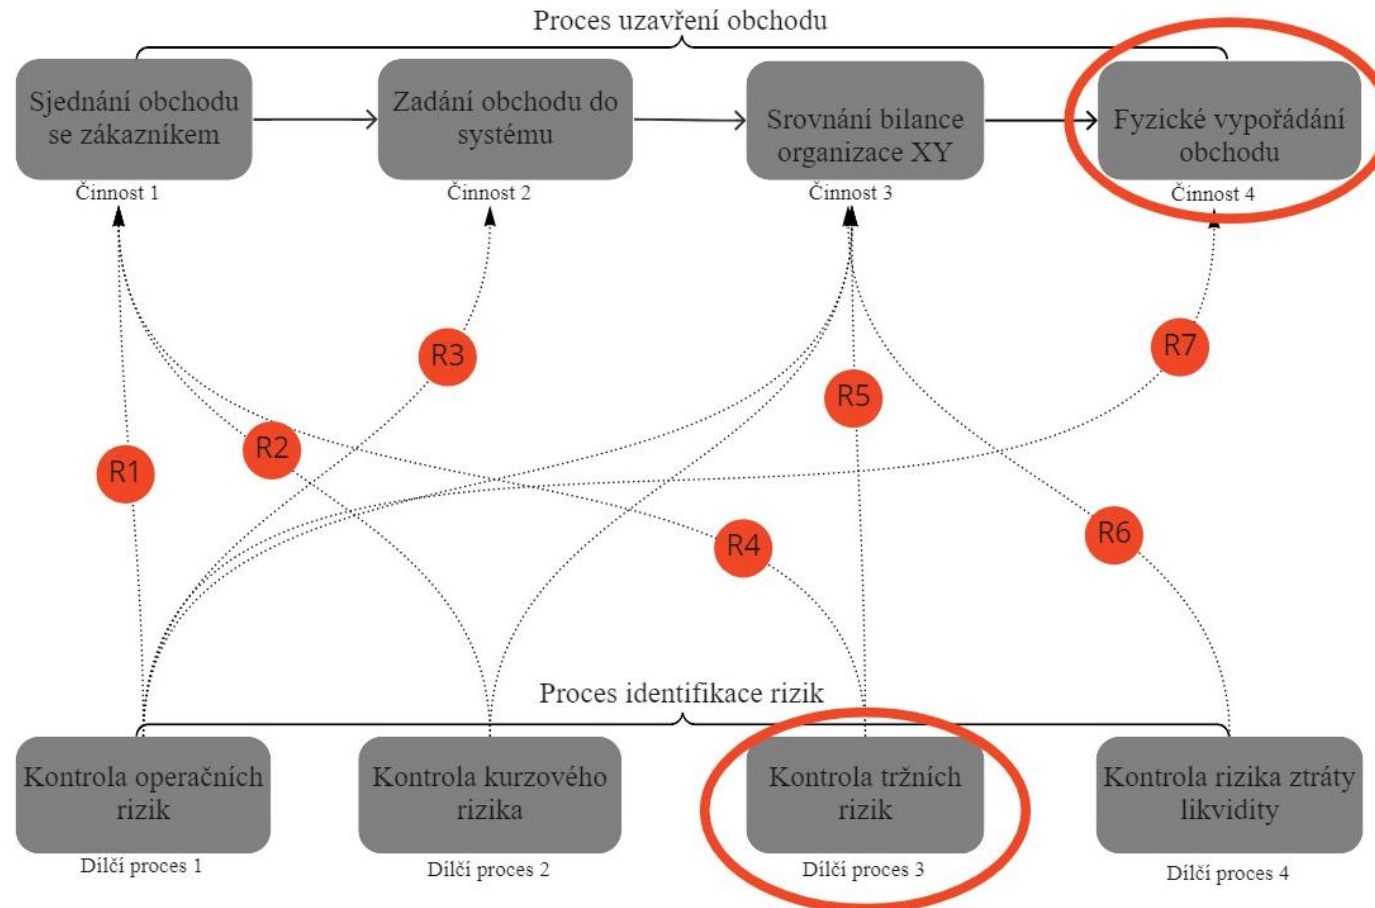 Proces uzavření obchodu
Sjednání obchodu
se zákazníkem
Zadání obchodu do
systému
Srovnání bilance
organizace XY
Fyzické vypořádání
obchodu
Činnost 1
Činnost 2
Činnost 3
Činnost 4
R3
R7
R5
R2
R1
R6
R4
Proces identifikace rizik
Kontrola operačních
rizik
Kontrola kurzového
rizika
Kontrola tržních
rizik
Kontrola rizika ztráty
likvidity
Dílčí proces 1
Dílčí proces 2
Dílčí proces 3
Dílčí proces 4